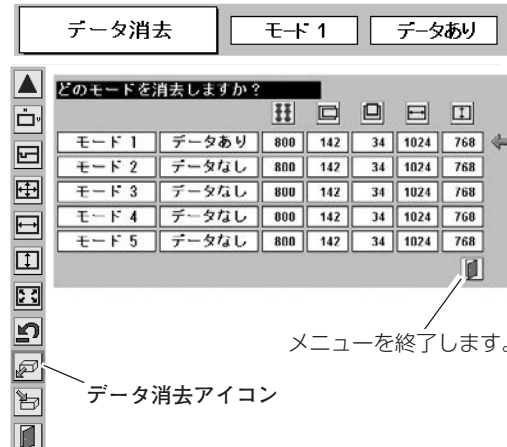 データ消去 モード 1 データあり
どのモードを消去しますか？
モード 1 データあり 800 142 34 1024 768
モード 2 データなし 800 142 34 1024 768
モード 3 データなし 800 142 34 1024 768
モード 4 データなし 800 142 34 1024 768
モード 5 データなし 800 142 34 1024 768
メニューを終了します。
データ消去アイコン